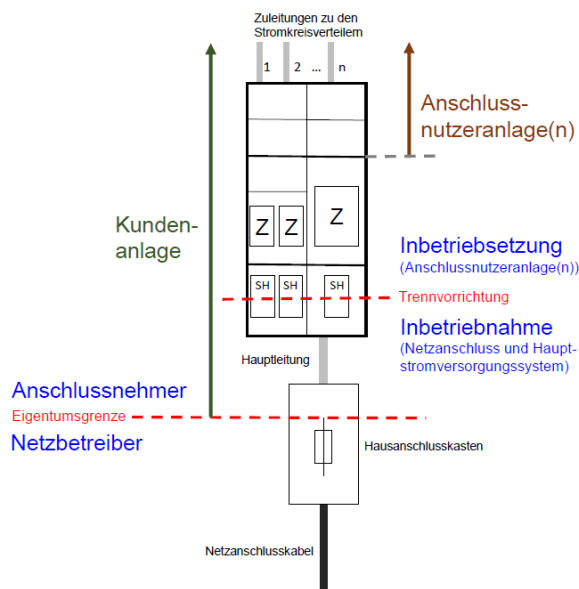 Zuleitungen zu den
Stromkreisverteilern
1 2 ... n
Anschluss-
nutzeranlage(n)
Kunden-
anlage
Z Z Z
Inbetriebsetzung
(Anschlussnutzeranlage(n))
SH SH SH
Trennvorrichtung
Inbetriebnahme
(Netzanschluss und Haupt-
stromversorgungssystem)
Hauptleitung
Anschlussnehmer
Eigentumsgrenze
Netzbetreiber
Hausanschlusskasten
Netzanschlusskabel